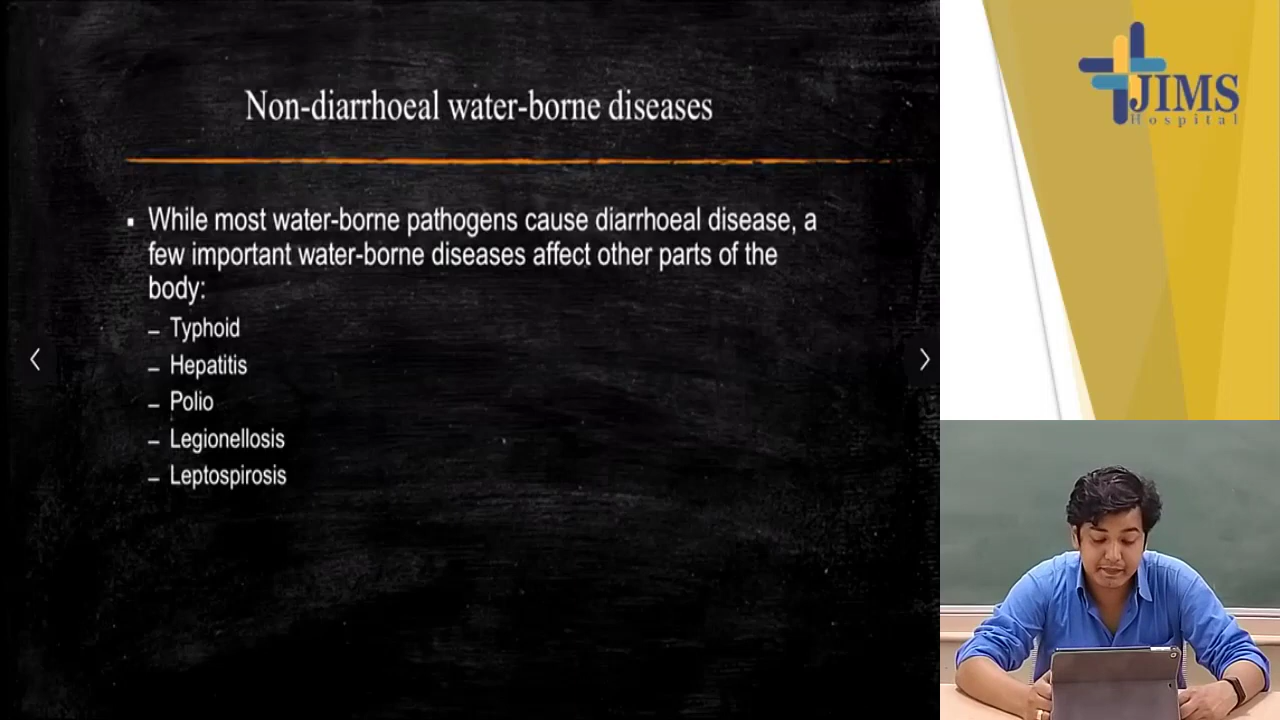 Non-diarrhoeal water-borne diseases
▪ While most water-borne pathogens cause diarrhoeal disease, a
few important water-borne diseases affect other parts of the
body:
– Typhoid
– Hepatitis
– Polio
– Legionellosis
– Leptospirosis
JIMS
Hospital